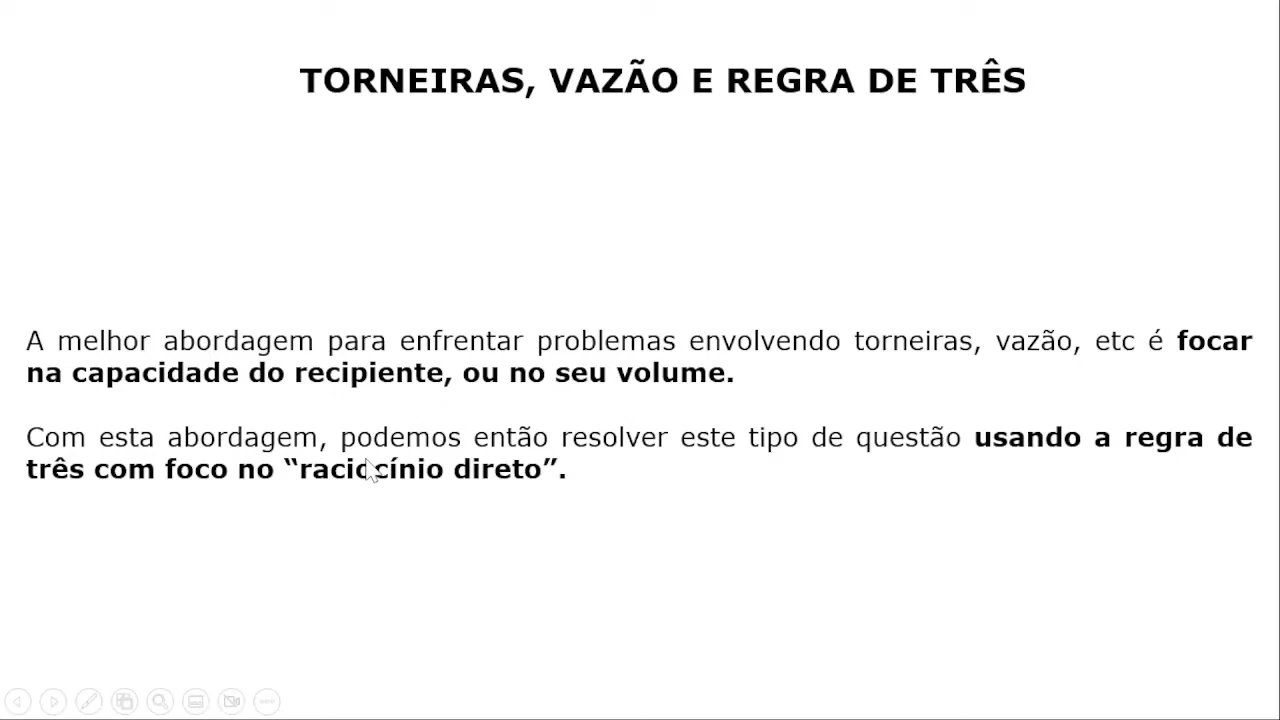 TORNEIRAS, VAZÃO E REGRA DE TRÊS
A melhor abordagem para enfrentar problemas envolvendo torneiras, vazão, etc é focar
na capacidade do recipiente, ou no seu volume.
Com esta abordagem, podemos então resolver este tipo de questão usando a regra de
três com foco no “raciocínio direto”.